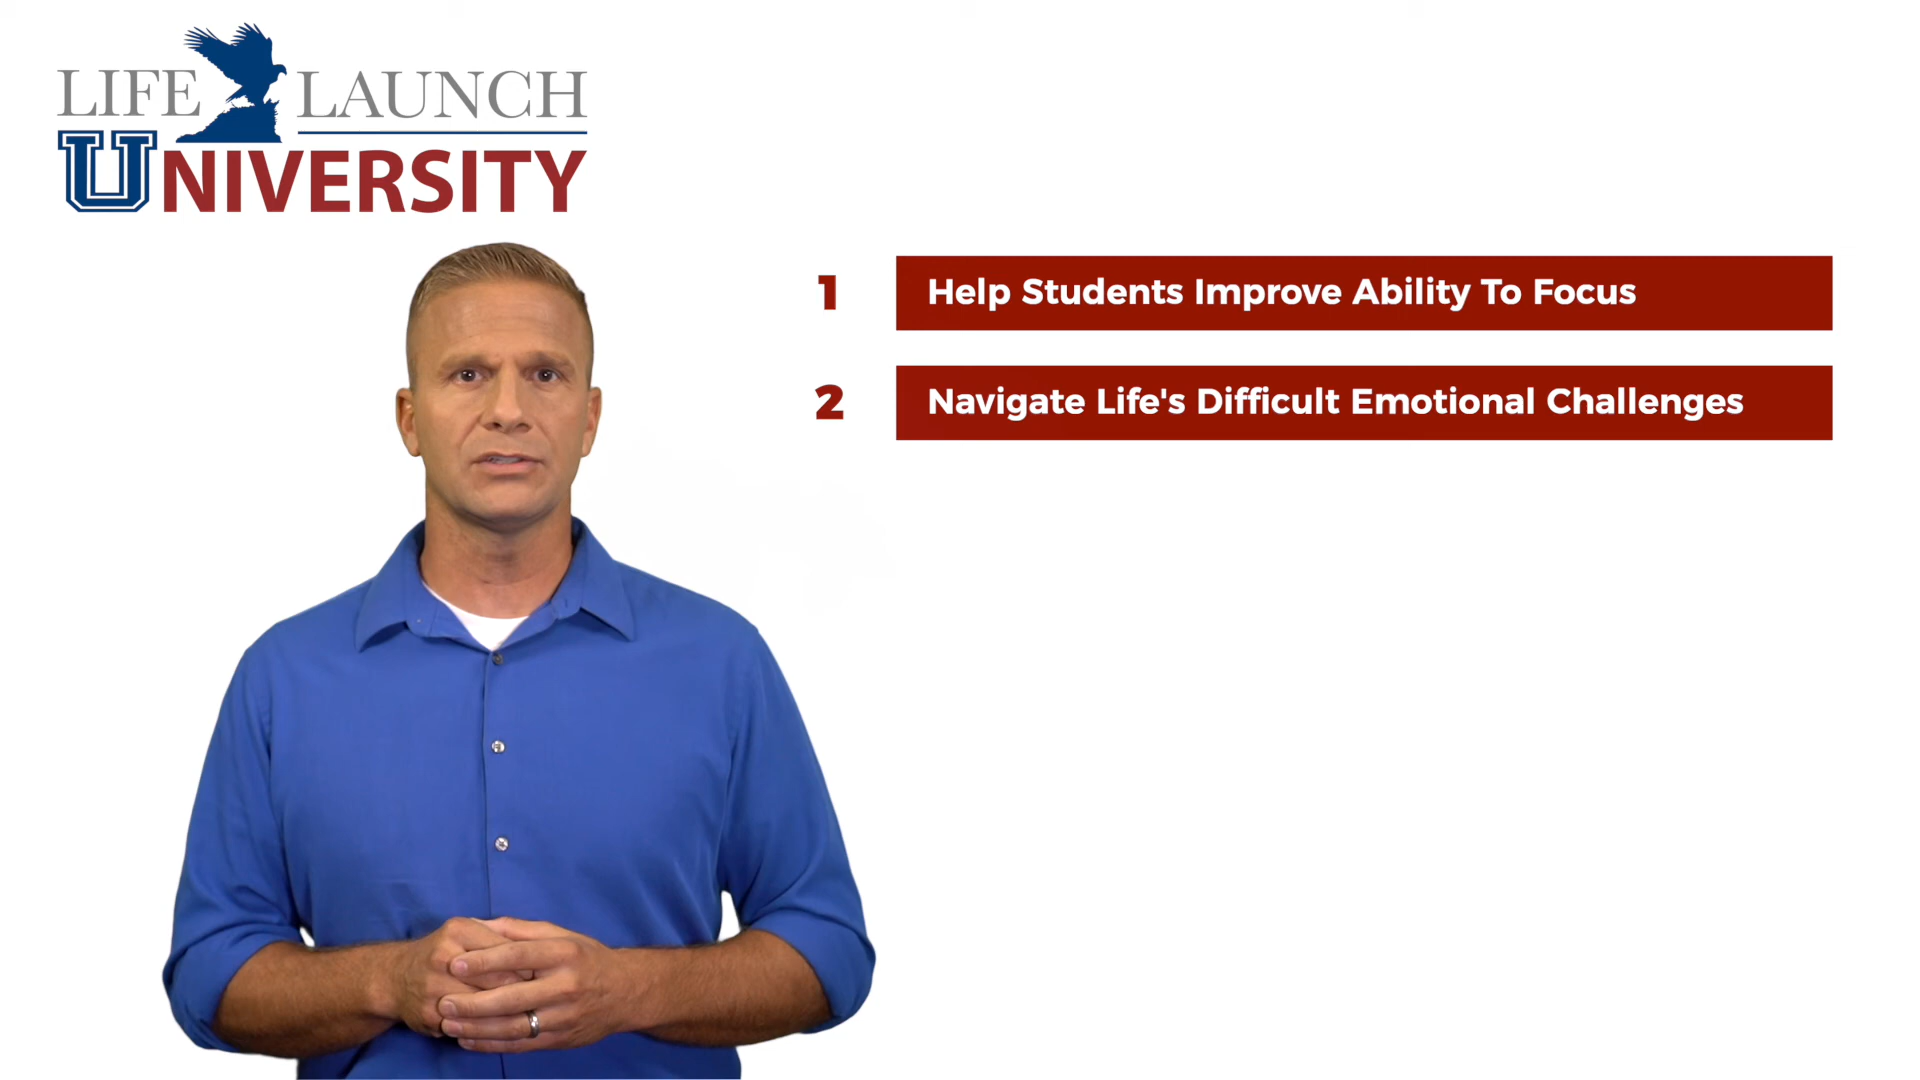 LIFE LAUNCH
UNIVERSITY
1 Help Students Improve Ability To Focus
2 Navigate Life's Difficult Emotional Challenges